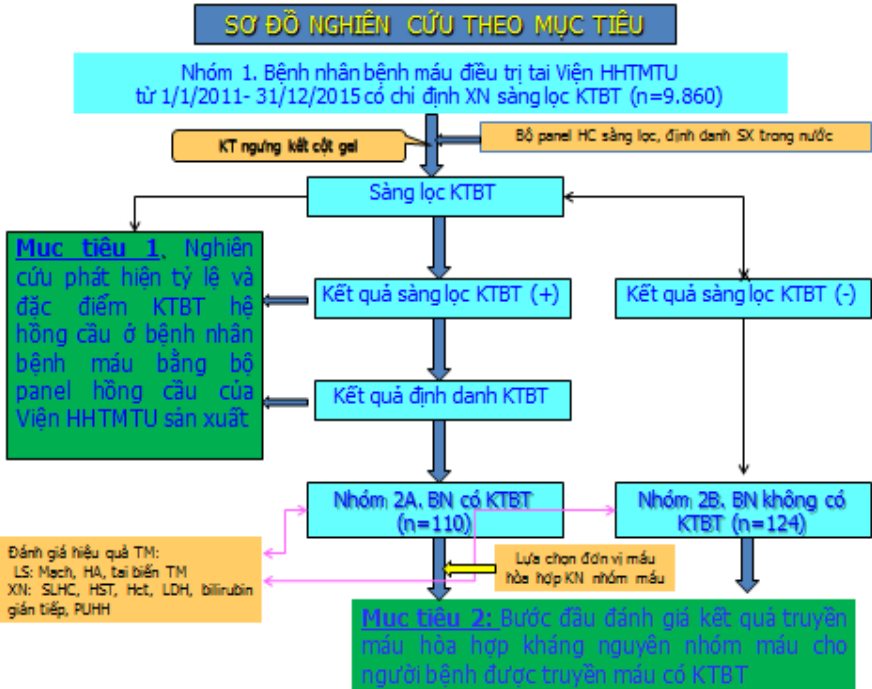 SƠ ĐỒ NGHIÊN CỨU THEO MỤC TIÊU
Nhóm 1. Bệnh nhân bệnh máu điều trị tai Viện HHTMTU
từ 1/1/2011- 31/12/2015 có chỉ định XN sàng lọc KTBT (n=9.860)
KT ngưng kết cột gel
Bộ panel HC sàng lọc, định danh SX trong nước
Sàng lọc KTBT
Muc tiêu 1. Nghiên
cứu phát hiện tỷ lệ và
đặc điểm KTBT hệ
hồng cầu ở bệnh nhân
bệnh máu bằng bộ
panel hồng cầu của
Viện HHTMTU sản xuất
Kết quả sàng lọc KTBT (+)
Kết quả sàng lọc KTBT (-)
Kết quả định danh KTBT
Nhóm 2A. BN có KTBT
(n=110)
Nhóm 2B. BN không có
KTBT (n=124)
Đánh giá hiệu quả TM:
LS: Mạch, HA, tai biến TM
XN: SLHC, HST, Hct, LDH, bilirubin
gián tiếp, PUHH
Lựa chọn đơn vị máu
hòa hợp KN nhóm máu
Muc tiêu 2: Bước đầu đánh giá kết quả truyền
máu hòa hợp kháng nguyên nhóm máu cho
người bệnh được truyền máu có KTBT